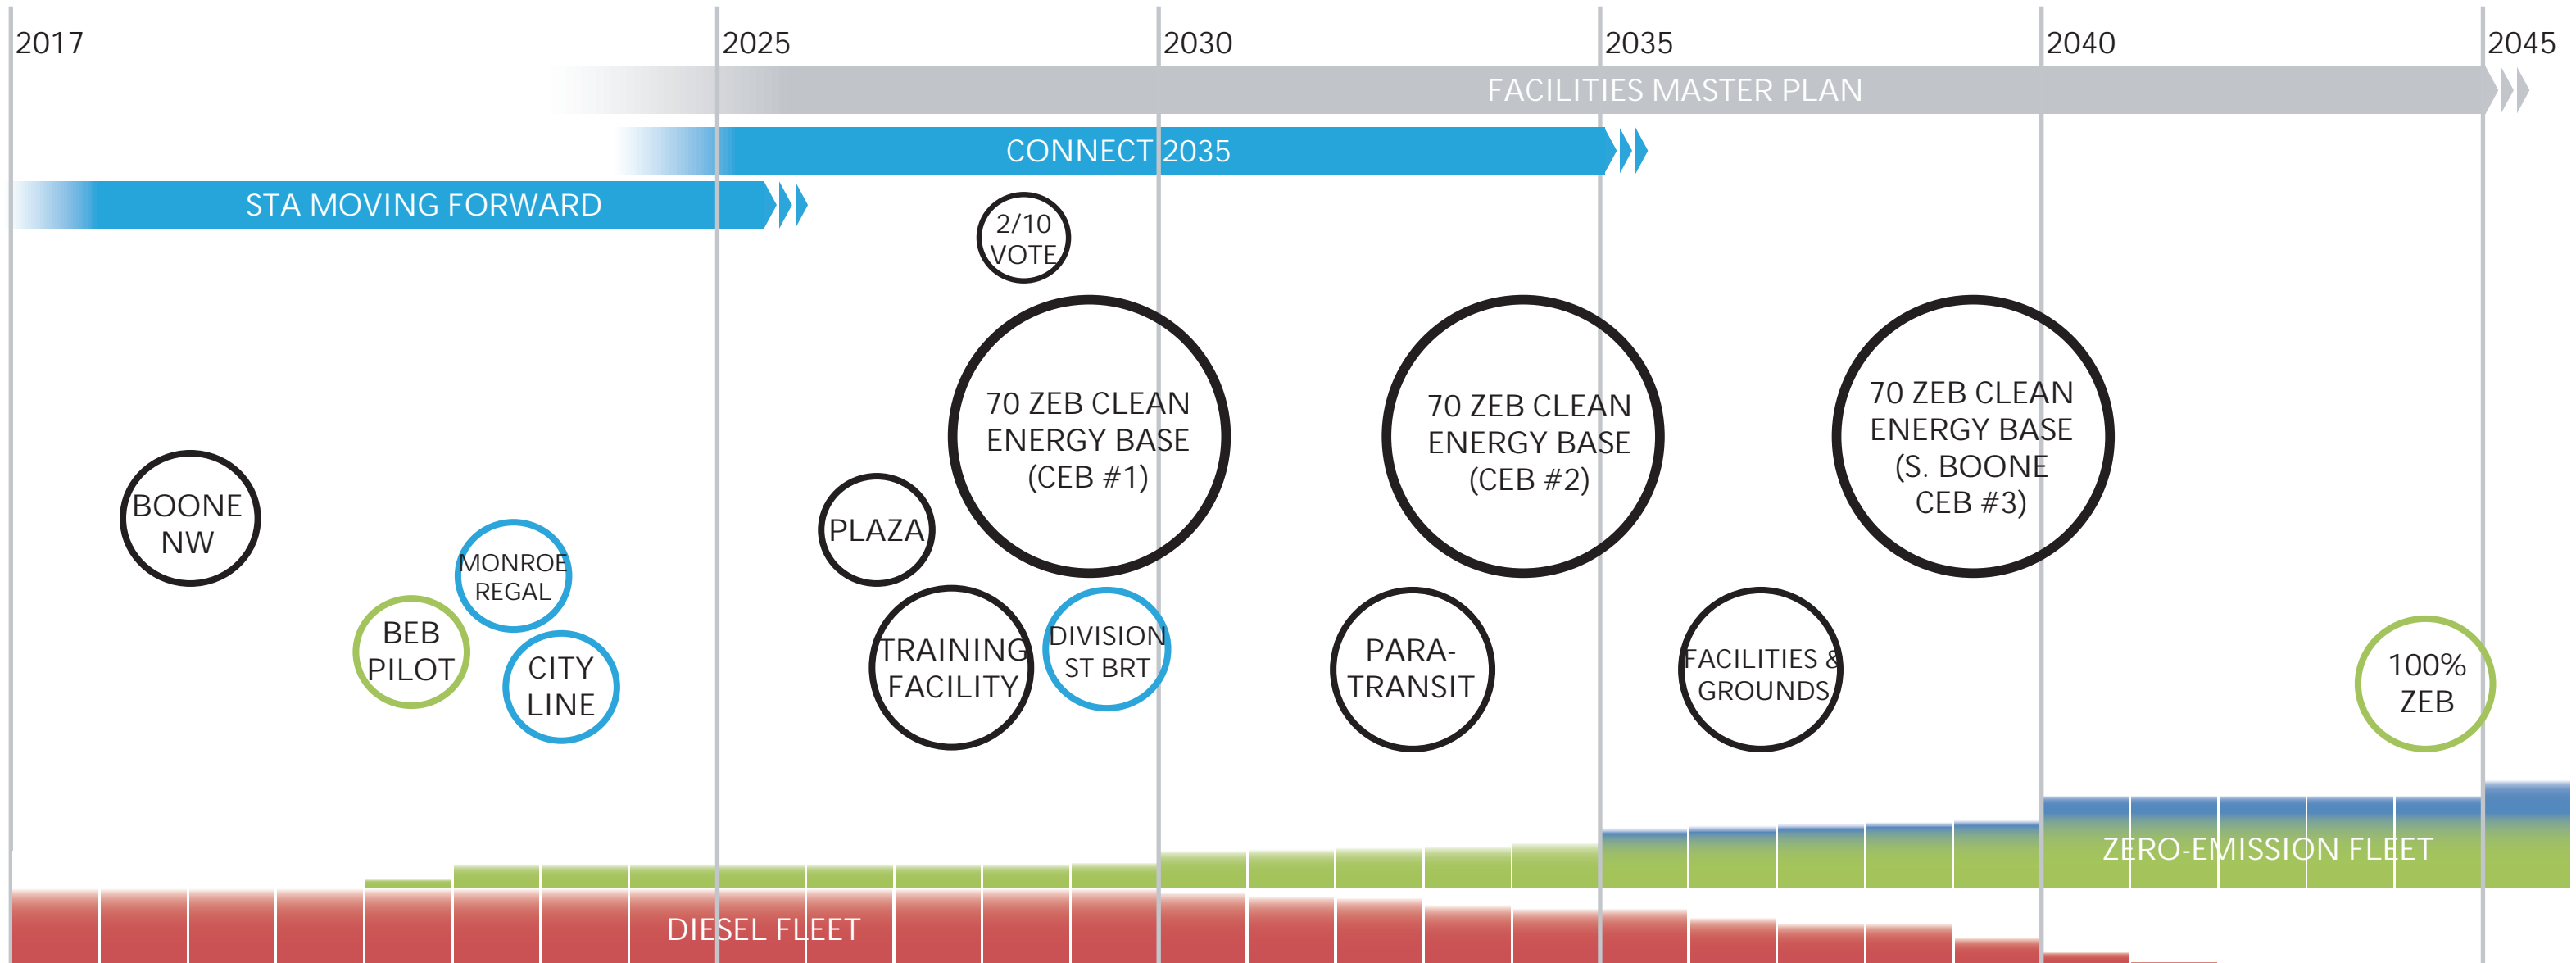 2017
2025
2030
2035
2040
2045
FACILITIES MASTER PLAN
CONNECT 2035
STA MOVING FORWARD
2/10
VOTE
70 ZEB CLEAN
ENERGY BASE
(CEB #1)
70 ZEB CLEAN
ENERGY BASE
(CEB #2)
70 ZEB CLEAN
ENERGY BASE
(S. BOONE
CEB #3)
BOONE
NW
MONROE
REGAL
BEB
PILOT
CITY
LINE
PLAZA
TRAINING
FACILITY
DIVISION
ST BRT
PARA-
TRANSIT
FACILITIES &
GROUNDS
100%
ZEB
ZERO-EMISSION FLEET
DIESEL FLEET